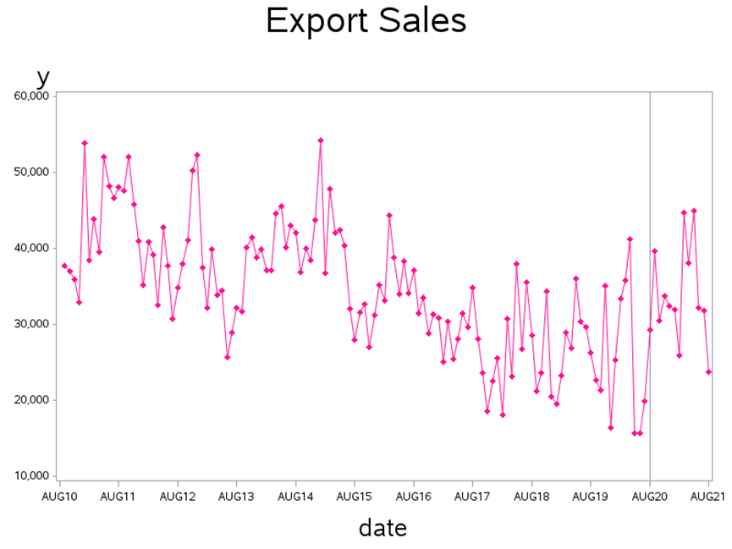 Export Sales
y
60,000
50,000
40,000
30,000
20,000
10,000
AUG10 AUG11 AUG12 AUG13 AUG14 AUG15 AUG16 AUG17 AUG18 AUG19 AUG20 AUG21
date